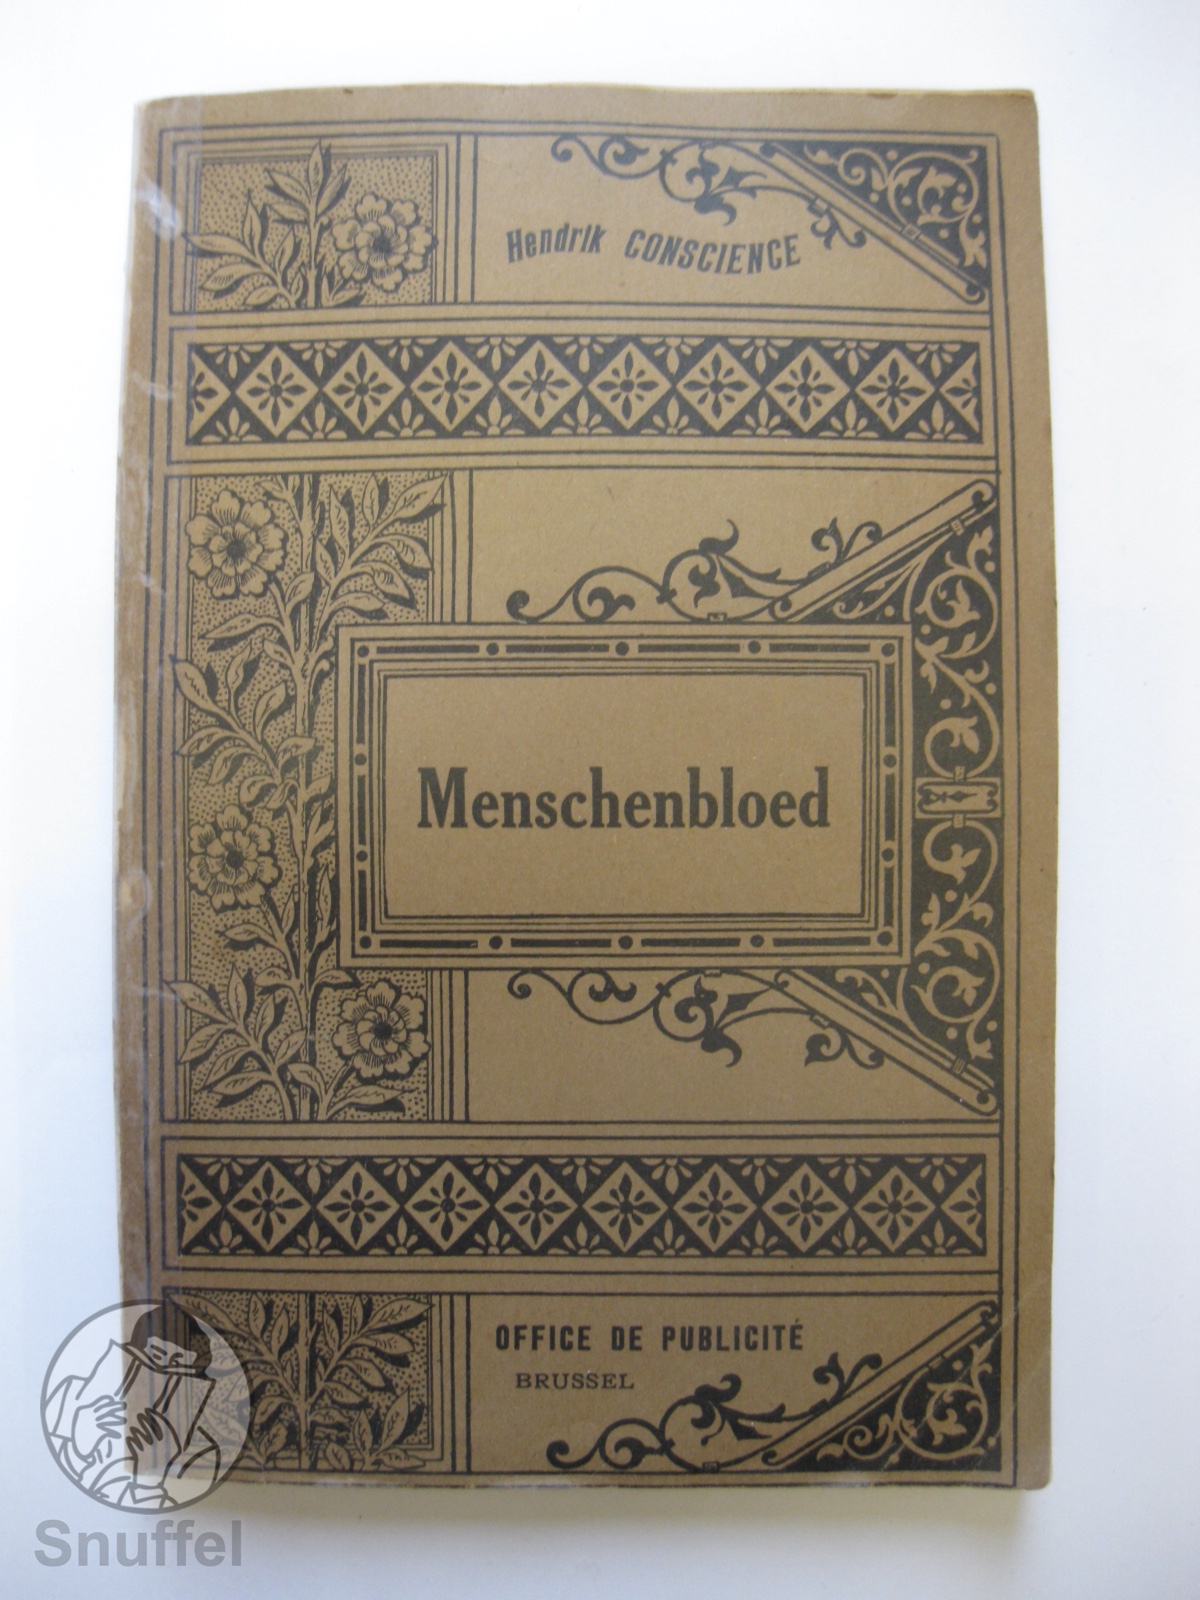 Hendrik CONSCIENCE
Menschenbloed
OFFICE DE PUBLICITÉ
BRUSSEL
Snuffel